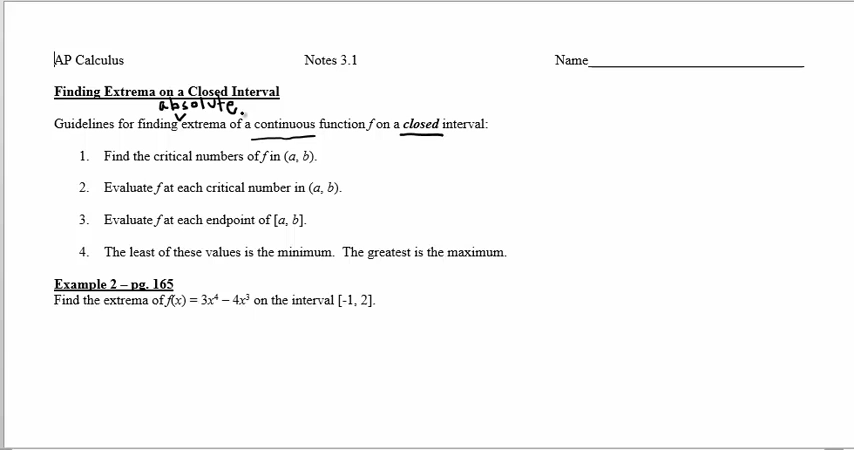 AP Calculus Notes 3.1 Name
Finding Extrema on a Closed Interval
absolute.
Guidelines for finding extrema of a continuous function f on a closed interval:
1. Find the critical numbers of f in (a, b).
2. Evaluate f at each critical number in (a, b).
3. Evaluate f at each endpoint of [a, b].
4. The least of these values is the minimum. The greatest is the maximum.
Example 2 – pg. 165
Find the extrema of f(x) = 3x⁴ – 4x³ on the interval [-1, 2].